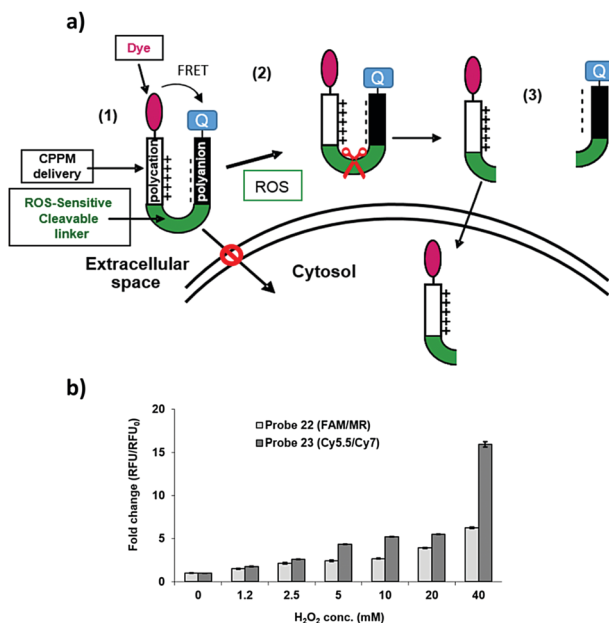 a)
Dye
FRET
Q
(1)
(2)
(3)
Q
Q
CPPM
delivery
polycation
+++++
-----
polyanion
+++++
-----
+++++
-----
ROS
ROS-Sensitive
Cleavable
linker
Extracellular
space
Cytosol
+++++
b)
Fold change (RFU/RFU₀)
20
15
10
5
0
Probe 22 (FAM/MR)
Probe 23 (Cy5.5/Cy7)
0 1.2 2.5 5 10 20 40
H₂O₂ conc. (mM)